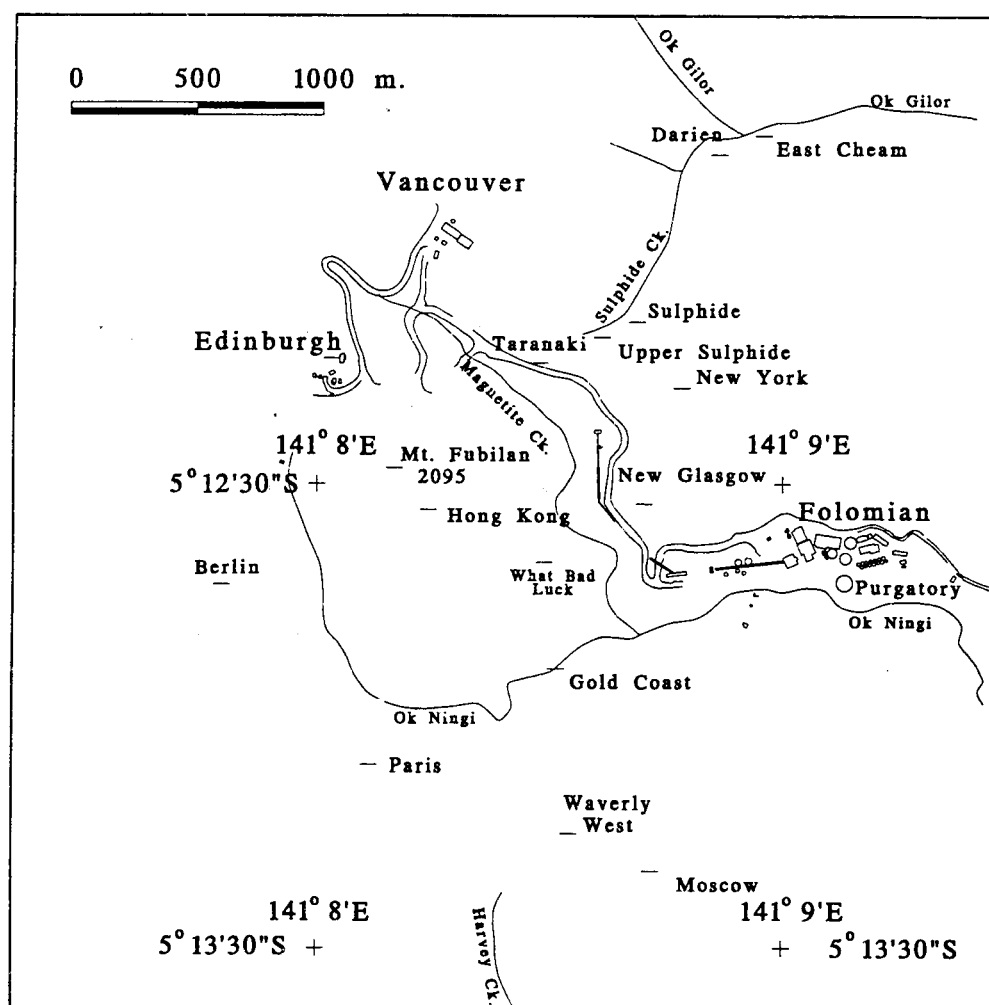 0 500 1000 m.
Ok Gilor
Ok Gilor
Darien
East Cheam
Vancouver
Sulphide Ck.
Sulphide
Edinburgh
Taranaki
Upper Sulphide
New York
Maguetite Ck.
141° 8'E
141° 9'E
Mt. Fubilan
2095
5° 12'30"S
New Glasgow
Hong Kong
Folomian
Berlin
What Bad
Luck
Purgatory
Ok Ningi
Gold Coast
Ok Ningi
Paris
Waverly
West
Moscow
141° 8'E
141° 9'E
5° 13'30"S
5° 13'30"S
Harvey Ck.